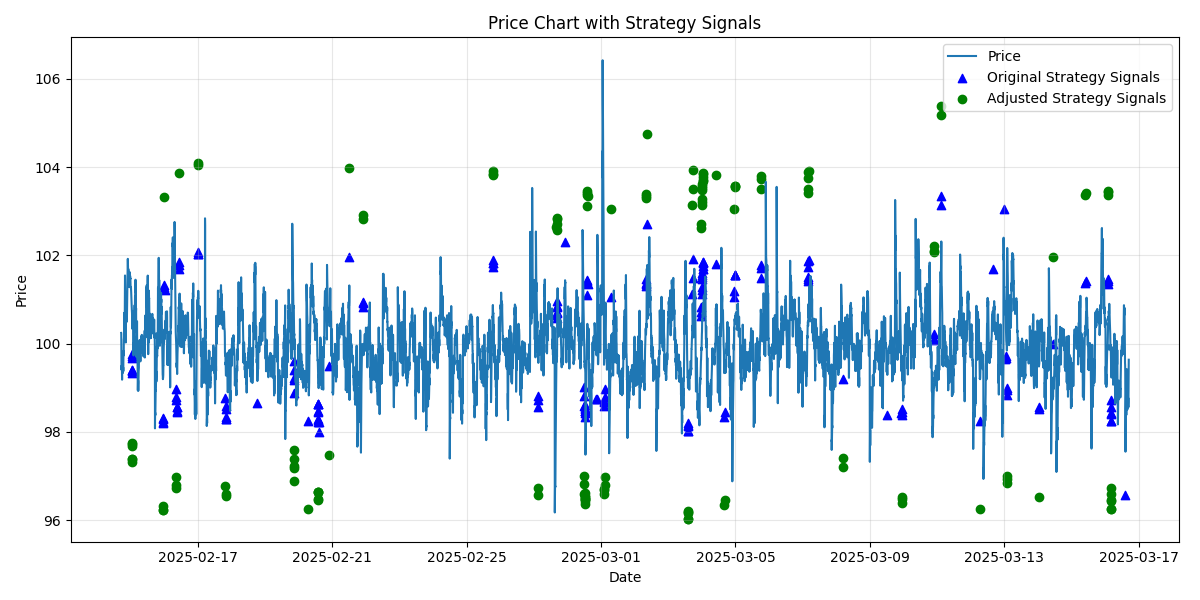 Price Chart with Strategy Signals
Price
Original Strategy Signals
Adjusted Strategy Signals
Price
106
104
102
100
98
96
2025-02-17
2025-02-21
2025-02-25
2025-03-01
2025-03-05
2025-03-09
2025-03-13
2025-03-17
Date